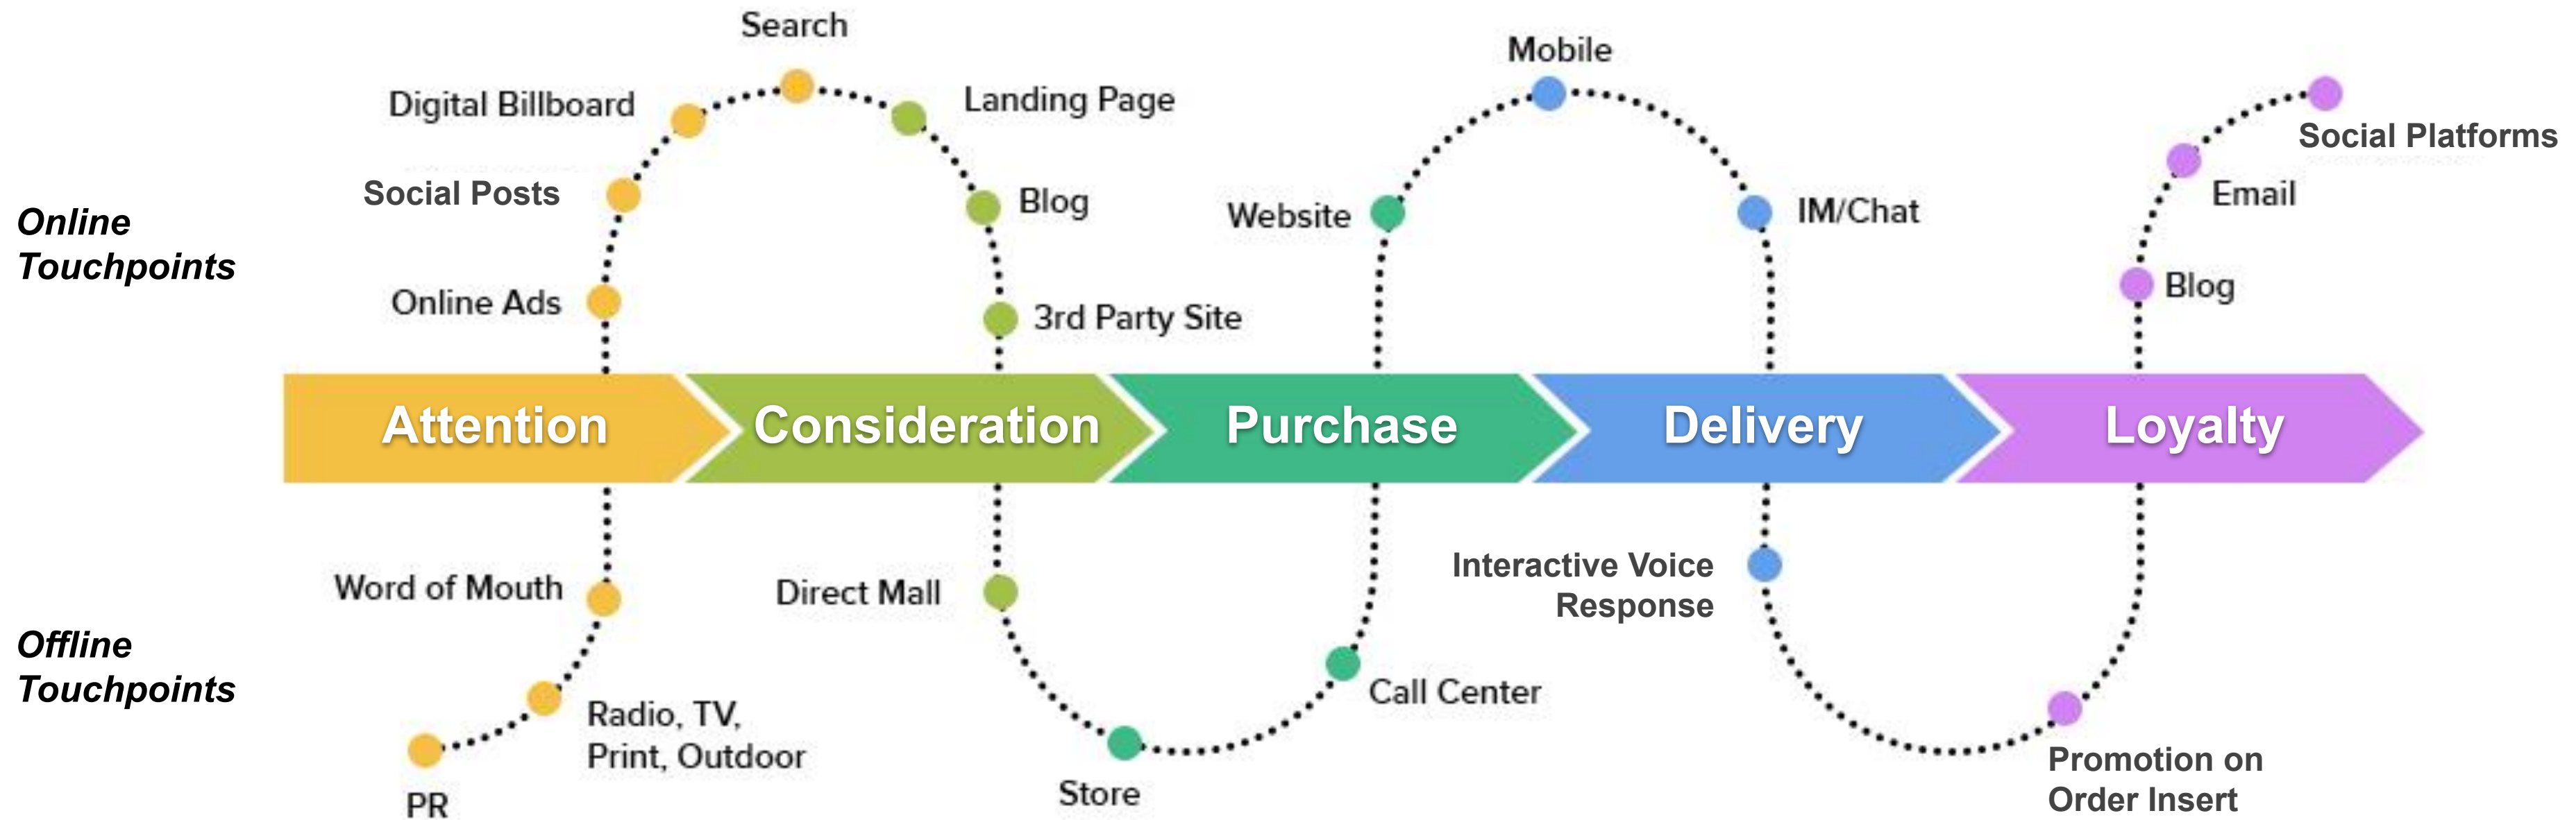 Search
Mobile
Digital Billboard
Landing Page
Social Platforms
Social Posts
Blog
Email
Website
IM/Chat
Online
Touchpoints
Online Ads
3rd Party Site
Blog
Attention
Consideration
Purchase
Delivery
Loyalty
Word of Mouth
Direct Mall
Interactive Voice
Response
Offline
Touchpoints
Radio, TV,
Print, Outdoor
Call Center
PR
Store
Promotion on
Order Insert